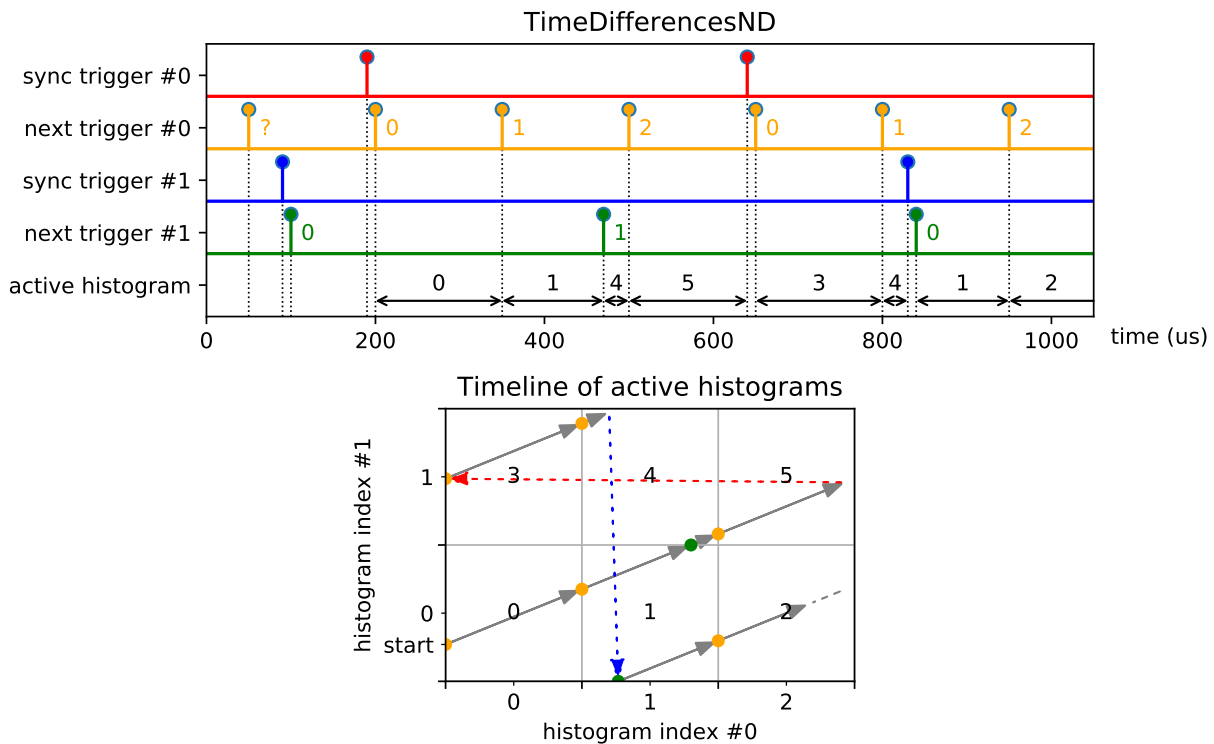 TimeDifferencesND
sync trigger #0
next trigger #0
? 0 1 2 0 1 2
sync trigger #1
next trigger #1
0 1 0
active histogram
0 1 4 5 3 4 1 2
0 200 400 600 800 1000
time (us)
Timeline of active histograms
histogram index #1
1
0
start
3 4 5
0 1 2
0 1 2
histogram index #0